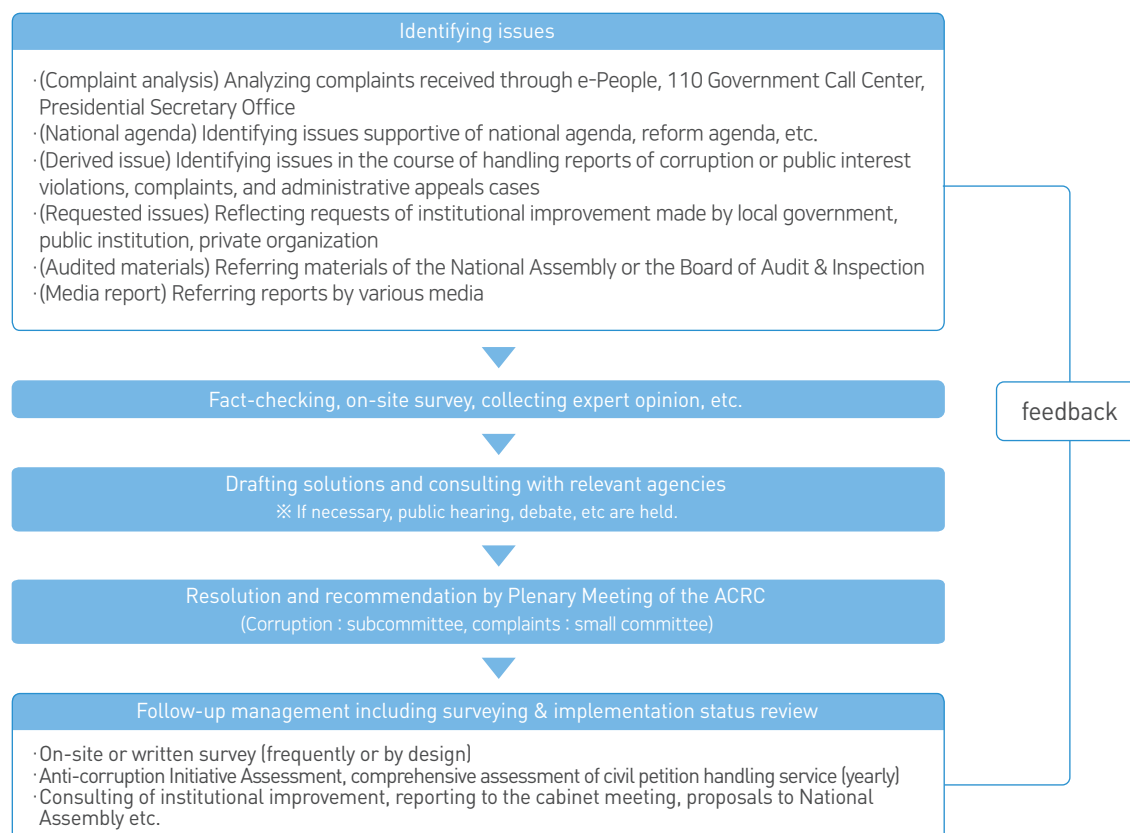 Identifying issues
·(Complaint analysis) Analyzing complaints received through e-People, 110 Government Call Center,
Presidential Secretary Office
·(National agenda) Identifying issues supportive of national agenda, reform agenda, etc.
·(Derived issue) Identifying issues in the course of handling reports of corruption or public interest
violations, complaints, and administrative appeals cases
·(Requested issues) Reflecting requests of institutional improvement made by local government,
public institution, private organization
·(Audited materials) Referring materials of the National Assembly or the Board of Audit & Inspection
·(Media report) Referring reports by various media
Fact-checking, on-site survey, collecting expert opinion, etc.
feedback
Drafting solutions and consulting with relevant agencies
※ If necessary, public hearing, debate, etc are held.
Resolution and recommendation by Plenary Meeting of the ACRC
(Corruption : subcommittee, complaints : small committee)
Follow-up management including surveying & implementation status review
·On-site or written survey (frequently or by design)
·Anti-corruption Initiative Assessment, comprehensive assessment of civil petition handling service (yearly)
·Consulting of institutional improvement, reporting to the cabinet meeting, proposals to National
Assembly etc.